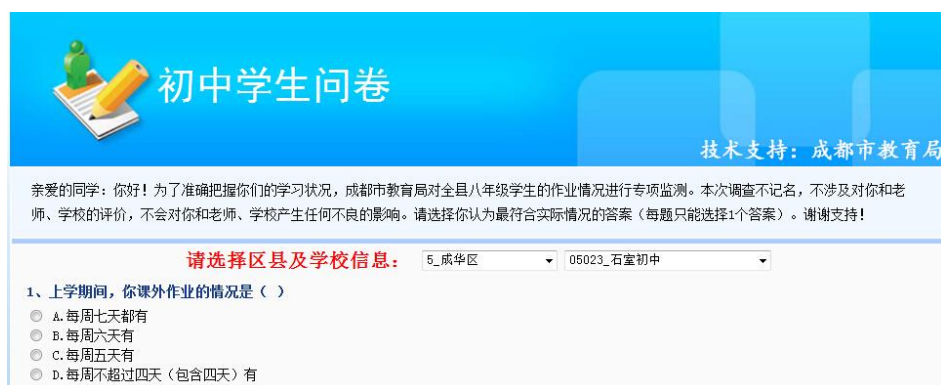 初中学生问卷
技术支持：成都市教育局
亲爱的同学：你好！为了准确把握你们的学习状况，成都市教育局对全县八年级学生的作业情况进行专项监测。本次调查不记名，不涉及对你和老
师、学校的评价，不会对你和老师、学校产生任何不良的影响。请选择你认为最符合实际情况的答案（每题只能选择1个答案）。谢谢支持！
请选择区县及学校信息： 5_成华区 05023_石室初中
1、上学期间，你课外作业的情况是（ ）
A.每周七天都有
B.每周六天有
C.每周五天有
D.每周不超过四天（包含四天）有